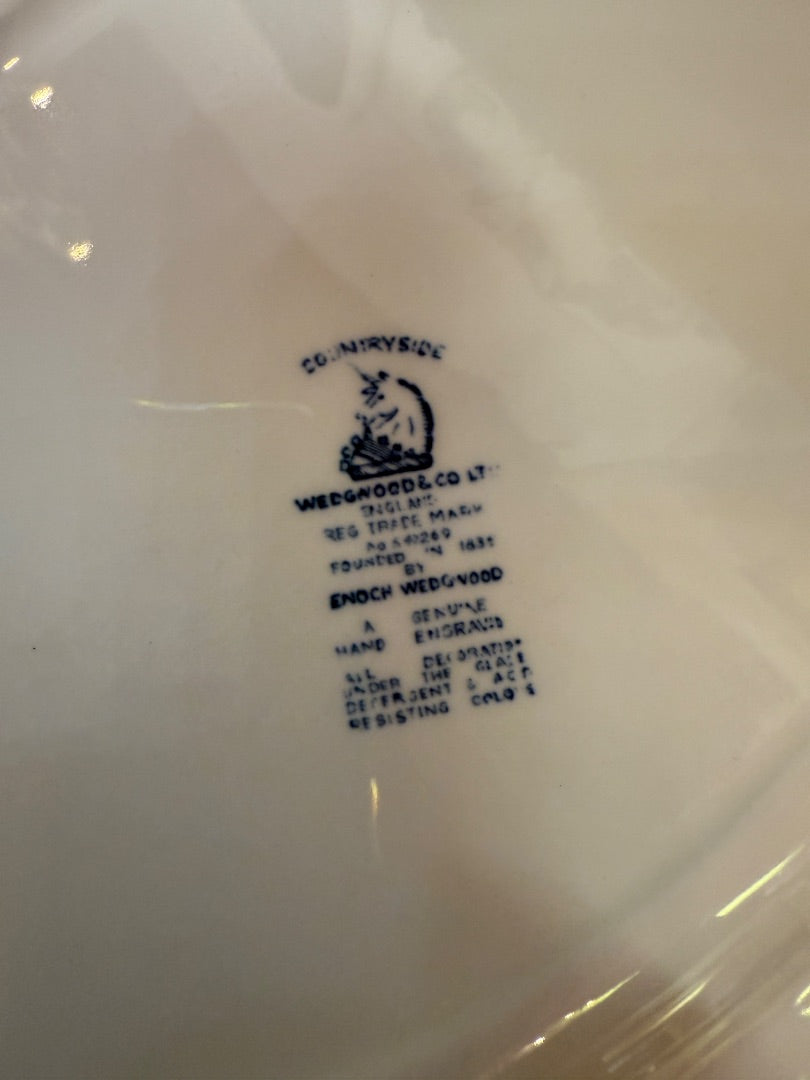 COUNTRYSIDE
WEDGWOOD & CO LTD
ENGLAND
REG TRADE MARK
FOUNDED IN
BY
ENOCH WEDGWOOD
A GENUINE
HAND ENGRAVING
ALL DECORATION
UNDER THE GLAZE
DETERGENT & ACID
RESISTING COLORS